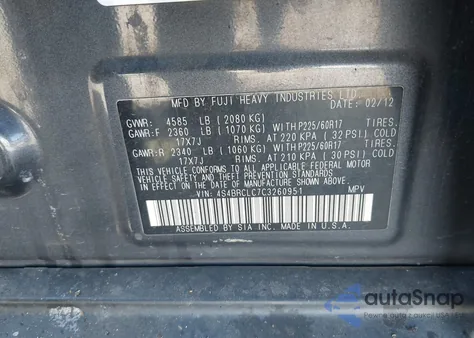 MFD. BY FUJI HEAVY INDUSTRIES LTD.
DATE: 02/12
GVWR: 4585 LB (2080 KG)
GAWR:F 2360 LB (1070 KG) WITH P225/60R17 TIRES.
17X7J RIMS. AT 220 KPA (32 PSI) COLD
GAWR:R 2340 LB (1060 KG) WITH P225/60R17 TIRES.
17X7J RIMS. AT 210 KPA (30 PSI) COLD
THIS VEHICLE CONFORMS TO ALL APPLICABLE FEDERAL MOTOR
VEHICLE SAFETY, BUMPER, AND THEFT PREVENTION
STANDARDS IN EFFECT ON THE DATE OF
MANUFACTURE SHOWN ABOVE.
VIN: 4S4BRCLC7C3260951 MPV
ASSEMBLED BY SIA INC. MADE IN U.S.A.
autoSnap
Разом дешевше